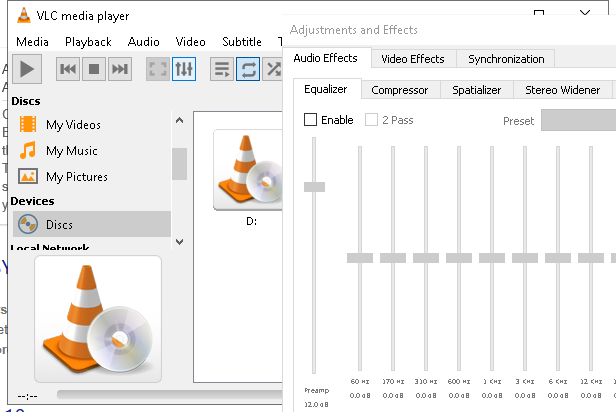 VLC media player
Media Playback Audio Video Subtitle
Discs
My Videos
My Music
My Pictures
Devices
Discs
Local Network
D:
--:--
Adjustments and Effects
Audio Effects Video Effects Synchronization
Equalizer Compressor Spatializer Stereo Widener
Enable 2 Pass Preset
60 Hz 170 Hz 310 Hz 600 Hz 1 KHz 3 KHz 6 KHz 12 KHz
Preamp 0.0 dB 0.0 dB 0.0 dB 0.0 dB 0.0 dB 0.0 dB 0.0 dB 0.0 dB
12.0 dB